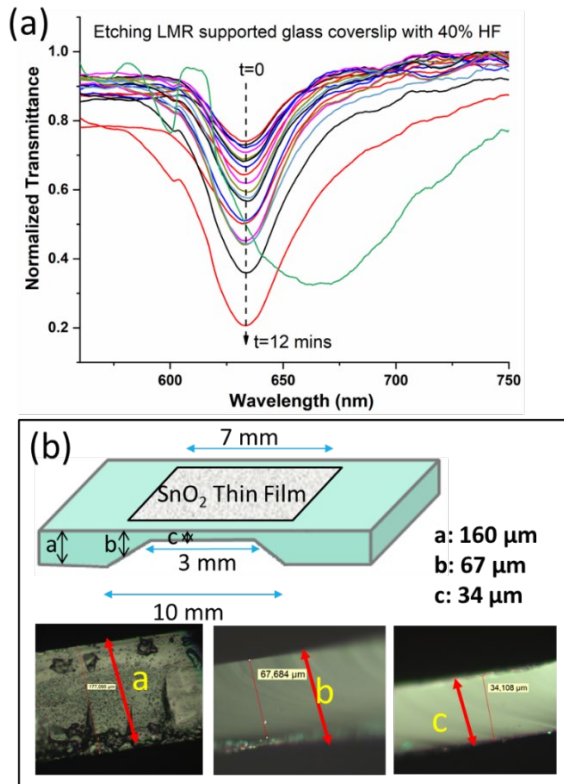 (a)
Etching LMR supported glass coverslip with 40% HF
t=0
t=12 mins
1.0
0.8
0.6
0.4
0.2
Normalized Transmittance
600
650
700
750
Wavelength (nm)
(b)
7 mm
SnO₂ Thin Film
a
b
c
3 mm
10 mm
a: 160 μm
b: 67 μm
c: 34 μm
a
67,684 μm
b
34,108 μm
c